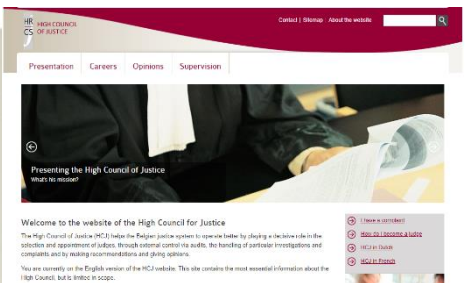 HR HIGH COUNCIL
CS OF JUSTICE
J
Contact | Sitemap | About the website
Presentation Careers Opinions Supervision
Presenting the High Council of Justice
What's his mission?
Welcome to the website of the High Council for Justice
The High Council of Justice (HCJ) helps the Belgian justice system to operate better by playing a decisive role in the
selection and appointment of judges, through external control via audits, the handling of particular investigations and
complaints and by making recommendations and giving opinions.
You are currently on the English version of the HCJ website. This site contains the most essential information about the
High Council, but is limited in scope.
I have a complaint
How do I become a judge
HCJ in Dutch
HCJ in French